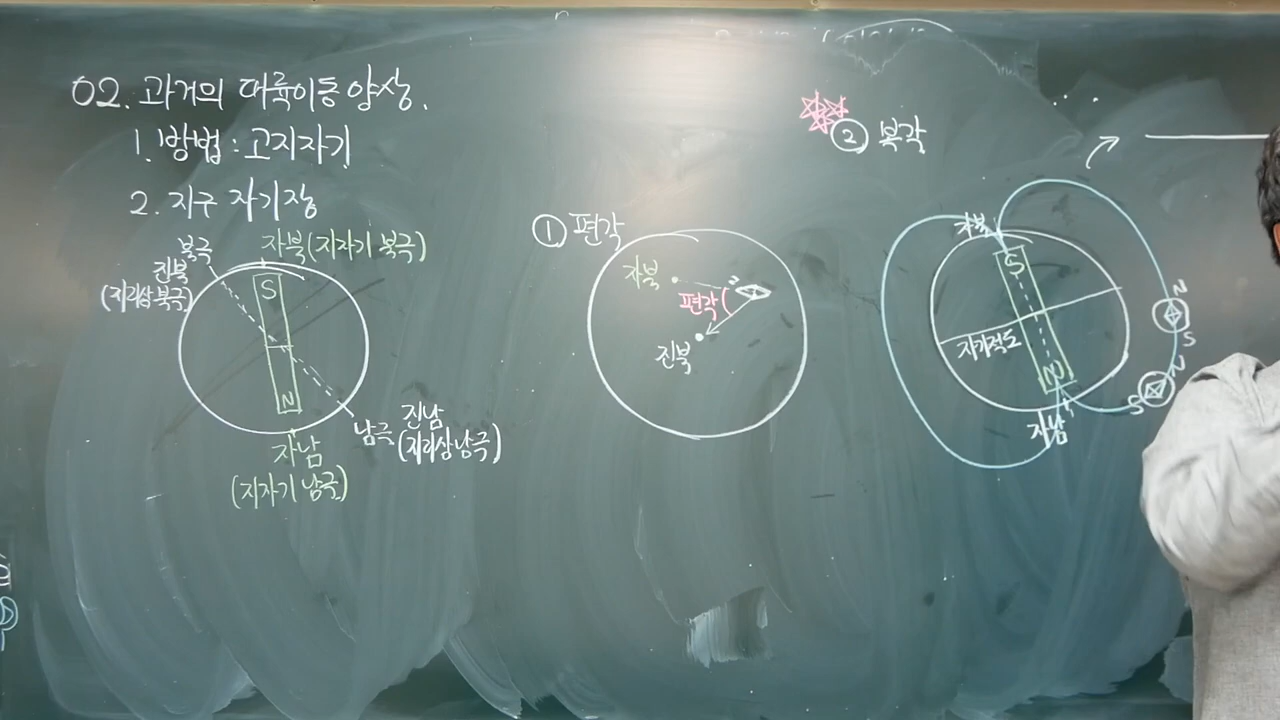 02. 과거의 대륙이동 양상.
1. 방법 : 고지자기
2. 지구 자기장
북극
진북
(지리상 북극)
자북(지자기 북극)
S
N
남극
진남
(지리상 남극)
자남
(지자기 남극)
① 편각
자북
편각
진북
② 복각
자북
S
자기적도
N
자남
N
S
N
S